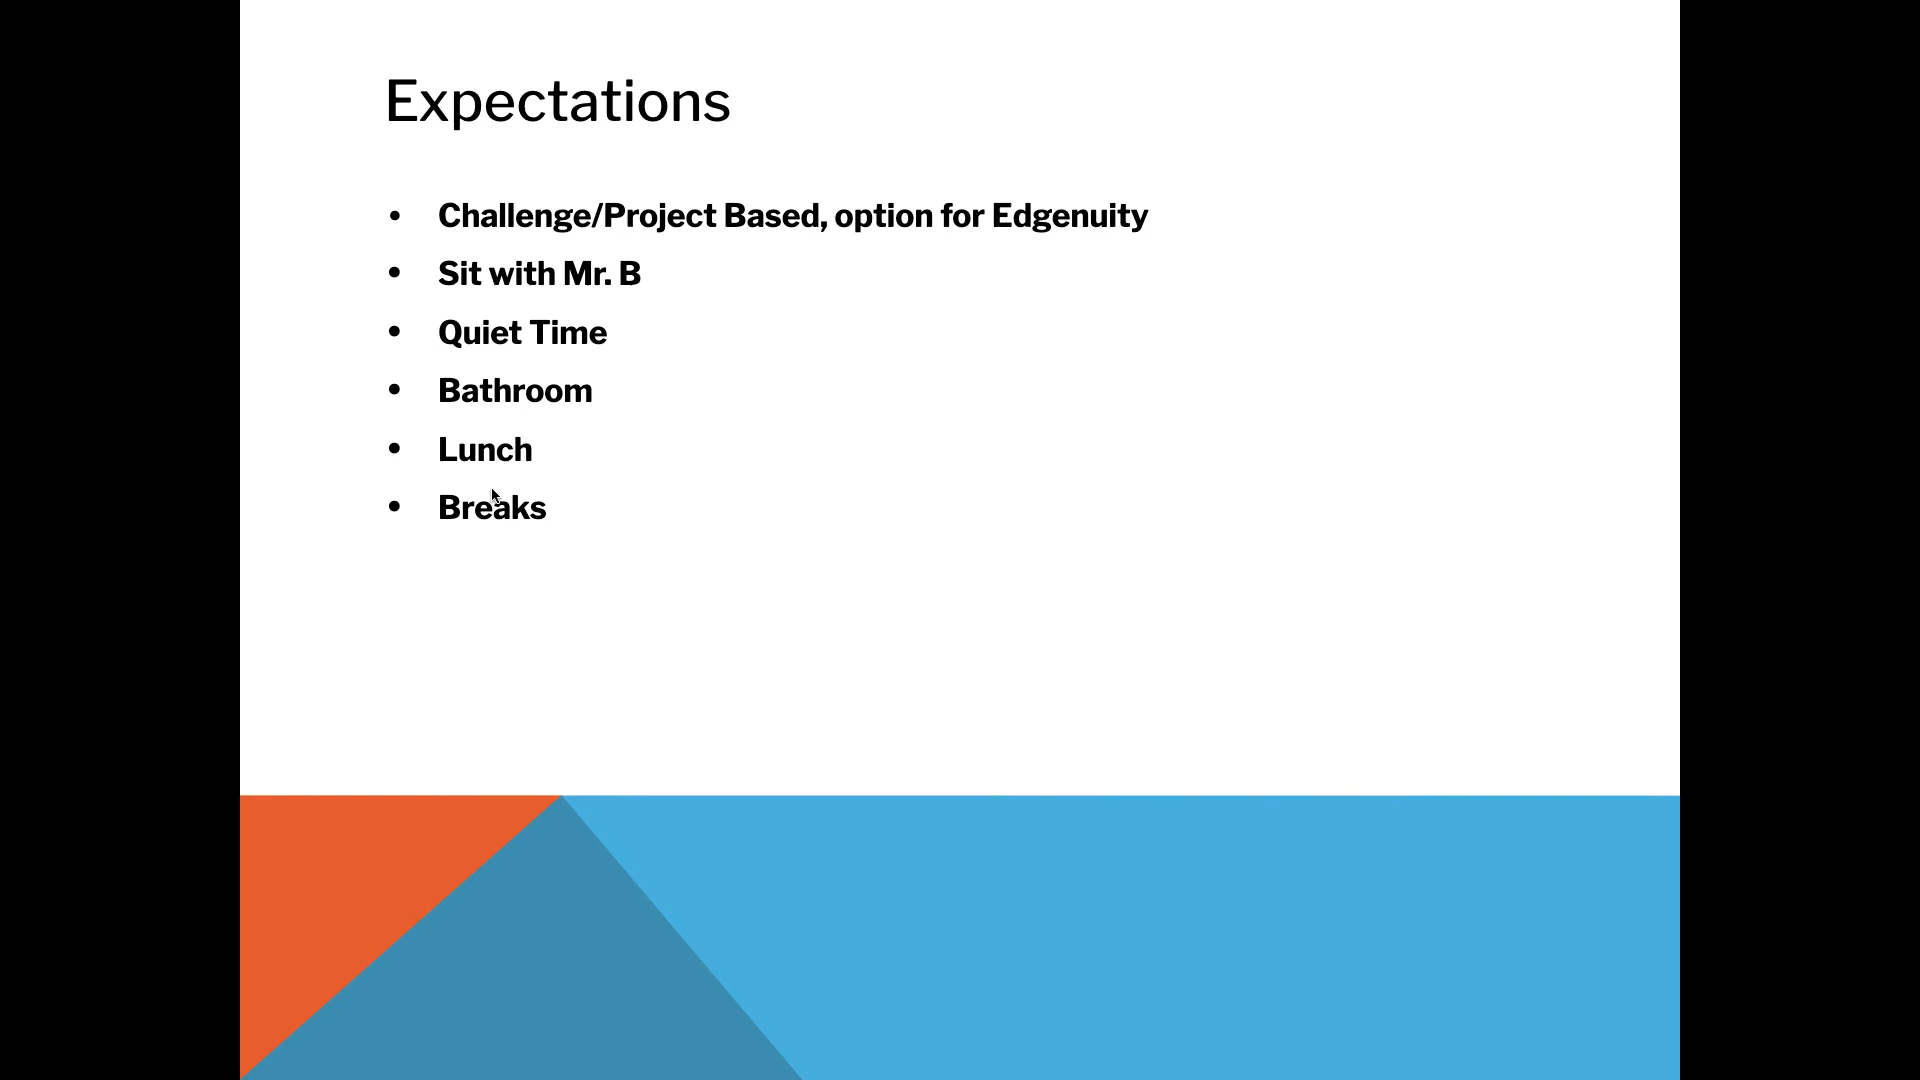 Expectations
• Challenge/Project Based, option for Edgenuity
• Sit with Mr. B
• Quiet Time
• Bathroom
• Lunch
• Breaks